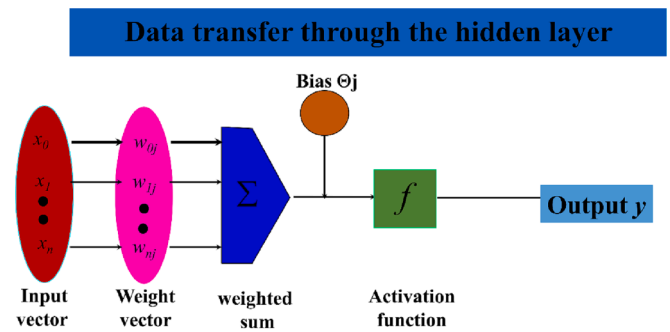 Data transfer through the hidden layer
Bias Θj
x₀ w₀ⱼ
x₁ w₁ⱼ
Σ f Output y
xₙ wₙⱼ
Input vector
Weight vector
weighted sum
Activation function